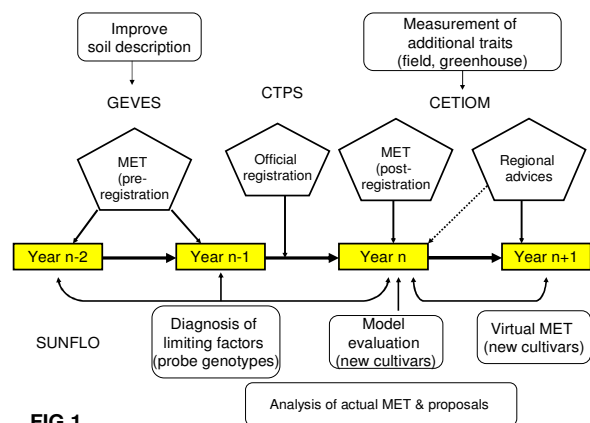 Improve
soil description
Measurement of
additional traits
(field, greenhouse)
GEVES
CTPS
CETIOM
MET
(pre-
registration)
Official
registration
MET
(post-
registration)
Regional
advices
Year n-2
Year n-1
Year n
Year n+1
SUNFLO
Diagnosis of
limiting factors
(probe genotypes)
Model
evaluation
(new cultivars)
Virtual MET
(new cultivars)
Analysis of actual MET & proposals
FIG 1